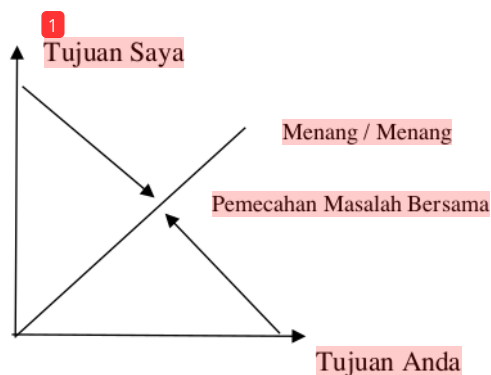 1
Tujuan Saya
Menang / Menang
Pemecahan Masalah Bersama
Tujuan Anda